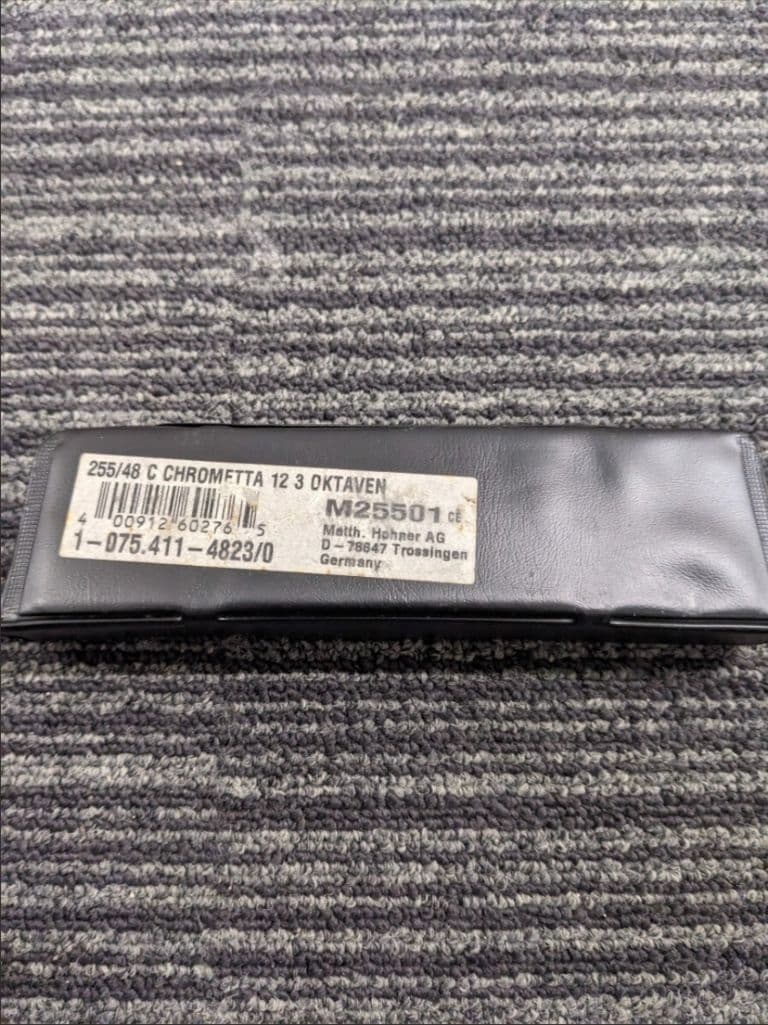 255/48 C CHROMETTA 12 3 OKTAVEN
M25501 CE
4 00912 60276 5
Matth. Hohner AG
1-075.411-4823/0
D-78647 Trossingen
Germany